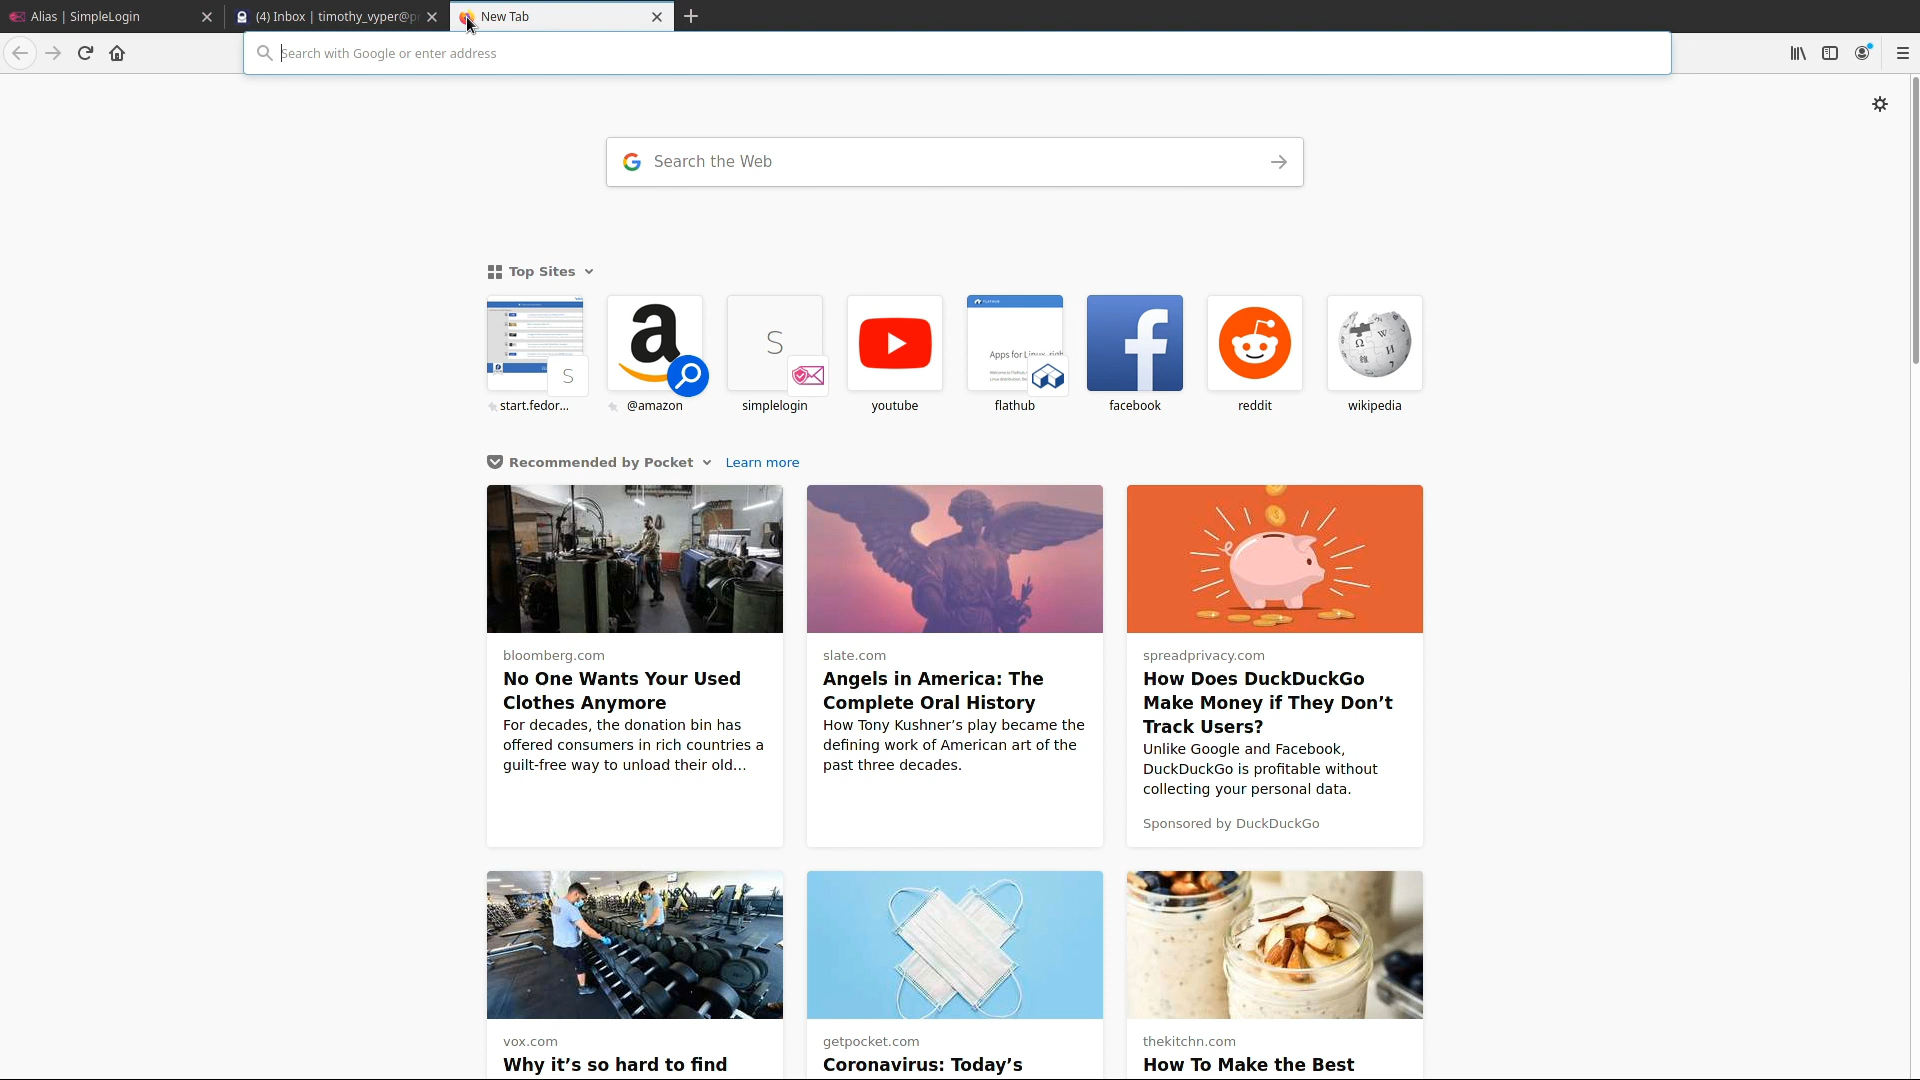 Alias | SimpleLogin
(4) Inbox | timothy_vyper@p
New Tab
Search with Google or enter address
Search the Web
Top Sites
S
S
Apps for Linux, righ
start.fedor...
@amazon
simplelogin
youtube
flathub
facebook
reddit
wikipedia
Recommended by Pocket
Learn more
bloomberg.com
No One Wants Your Used
Clothes Anymore
For decades, the donation bin has
offered consumers in rich countries a
guilt-free way to unload their old...
slate.com
Angels in America: The
Complete Oral History
How Tony Kushner’s play became the
defining work of American art of the
past three decades.
spreadprivacy.com
How Does DuckDuckGo
Make Money if They Don’t
Track Users?
Unlike Google and Facebook,
DuckDuckGo is profitable without
collecting your personal data.
Sponsored by DuckDuckGo
vox.com
Why it’s so hard to find
getpocket.com
Coronavirus: Today’s
thekitchn.com
How To Make the Best